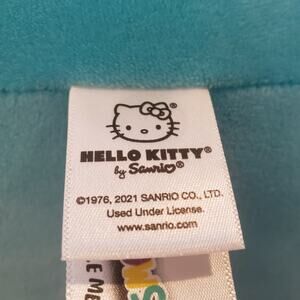 HELLO KITTY®
by Sanrio®
©1976, 2021 SANRIO CO., LTD.
Used Under License.
www.sanrio.com